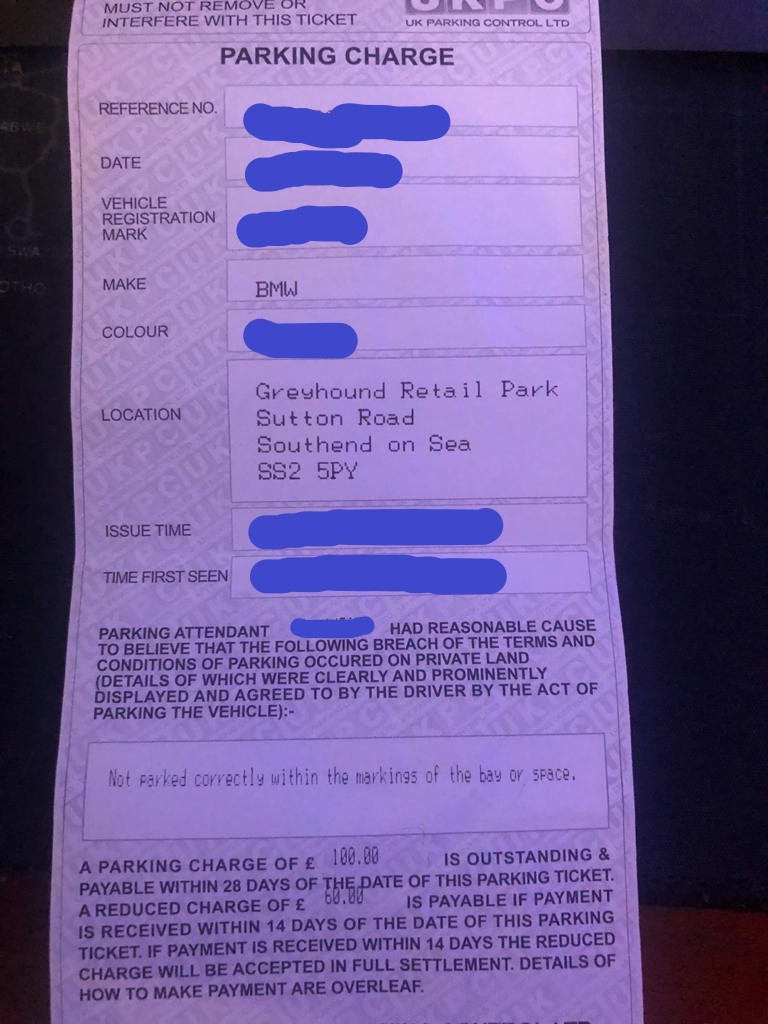 MUST NOT REMOVE OR
INTERFERE WITH THIS TICKET
UKPC
UK PARKING CONTROL LTD
PARKING CHARGE
REFERENCE NO.
DATE
VEHICLE
REGISTRATION
MARK
MAKE
BMW
COLOUR
LOCATION
Greyhound Retail Park
Sutton Road
Southend on Sea
SS2 5PY
ISSUE TIME
TIME FIRST SEEN
PARKING ATTENDANT HAD REASONABLE CAUSE
TO BELIEVE THAT THE FOLLOWING BREACH OF THE TERMS AND
CONDITIONS OF PARKING OCCURED ON PRIVATE LAND
(DETAILS OF WHICH WERE CLEARLY AND PROMINENTLY
DISPLAYED AND AGREED TO BY THE DRIVER BY THE ACT OF
PARKING THE VEHICLE):-
Not parked correctly within the markings of the bay or space.
A PARKING CHARGE OF £ 100.00 IS OUTSTANDING &
PAYABLE WITHIN 28 DAYS OF THE DATE OF THIS PARKING TICKET.
A REDUCED CHARGE OF £ 60.00 IS PAYABLE IF PAYMENT
IS RECEIVED WITHIN 14 DAYS OF THE DATE OF THIS PARKING
TICKET. IF PAYMENT IS RECEIVED WITHIN 14 DAYS THE REDUCED
CHARGE WILL BE ACCEPTED IN FULL SETTLEMENT. DETAILS OF
HOW TO MAKE PAYMENT ARE OVERLEAF.